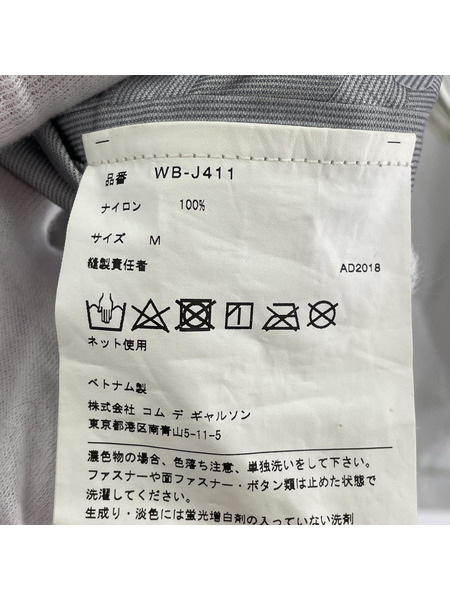 品番 WB-J411
ナイロン 100%
サイズ M
縫製責任者 AD2018
ネット使用
ベトナム製
株式会社 コム デ ギャルソン
東京都港区南青山5-11-5
濃色物の場合、色落ち注意、単独洗いをして下さい。
ファスナーや面ファスナー・ボタン類は止めた状態で
洗濯してください。
生成り・淡色には蛍光増白剤の入っていない洗剤